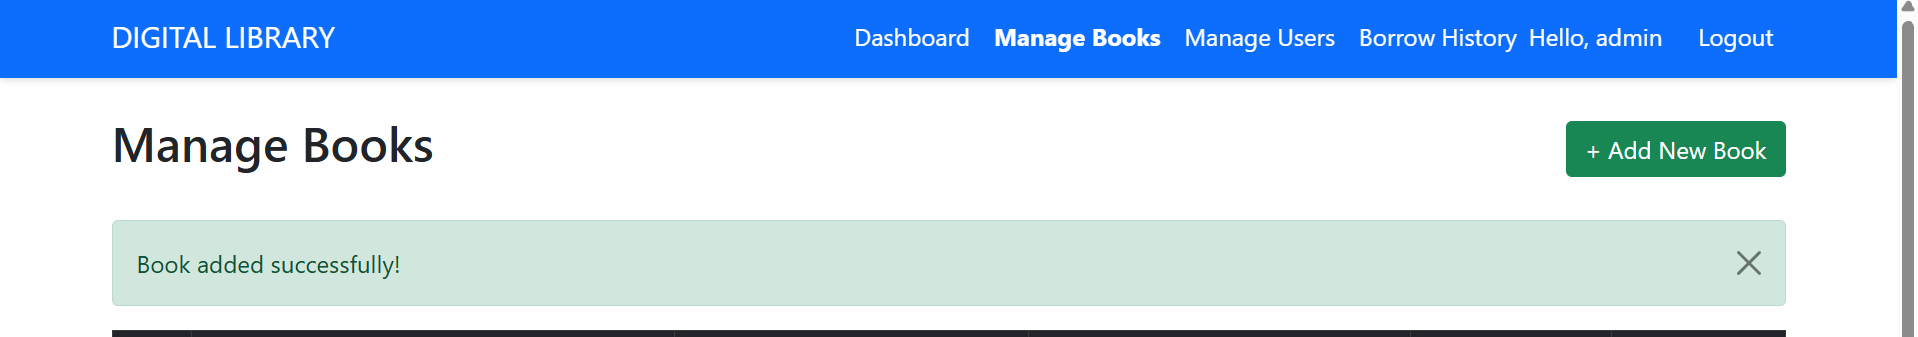 DIGITAL LIBRARY Dashboard Manage Books Manage Users Borrow History Hello, admin Logout
Manage Books + Add New Book
Book added successfully!